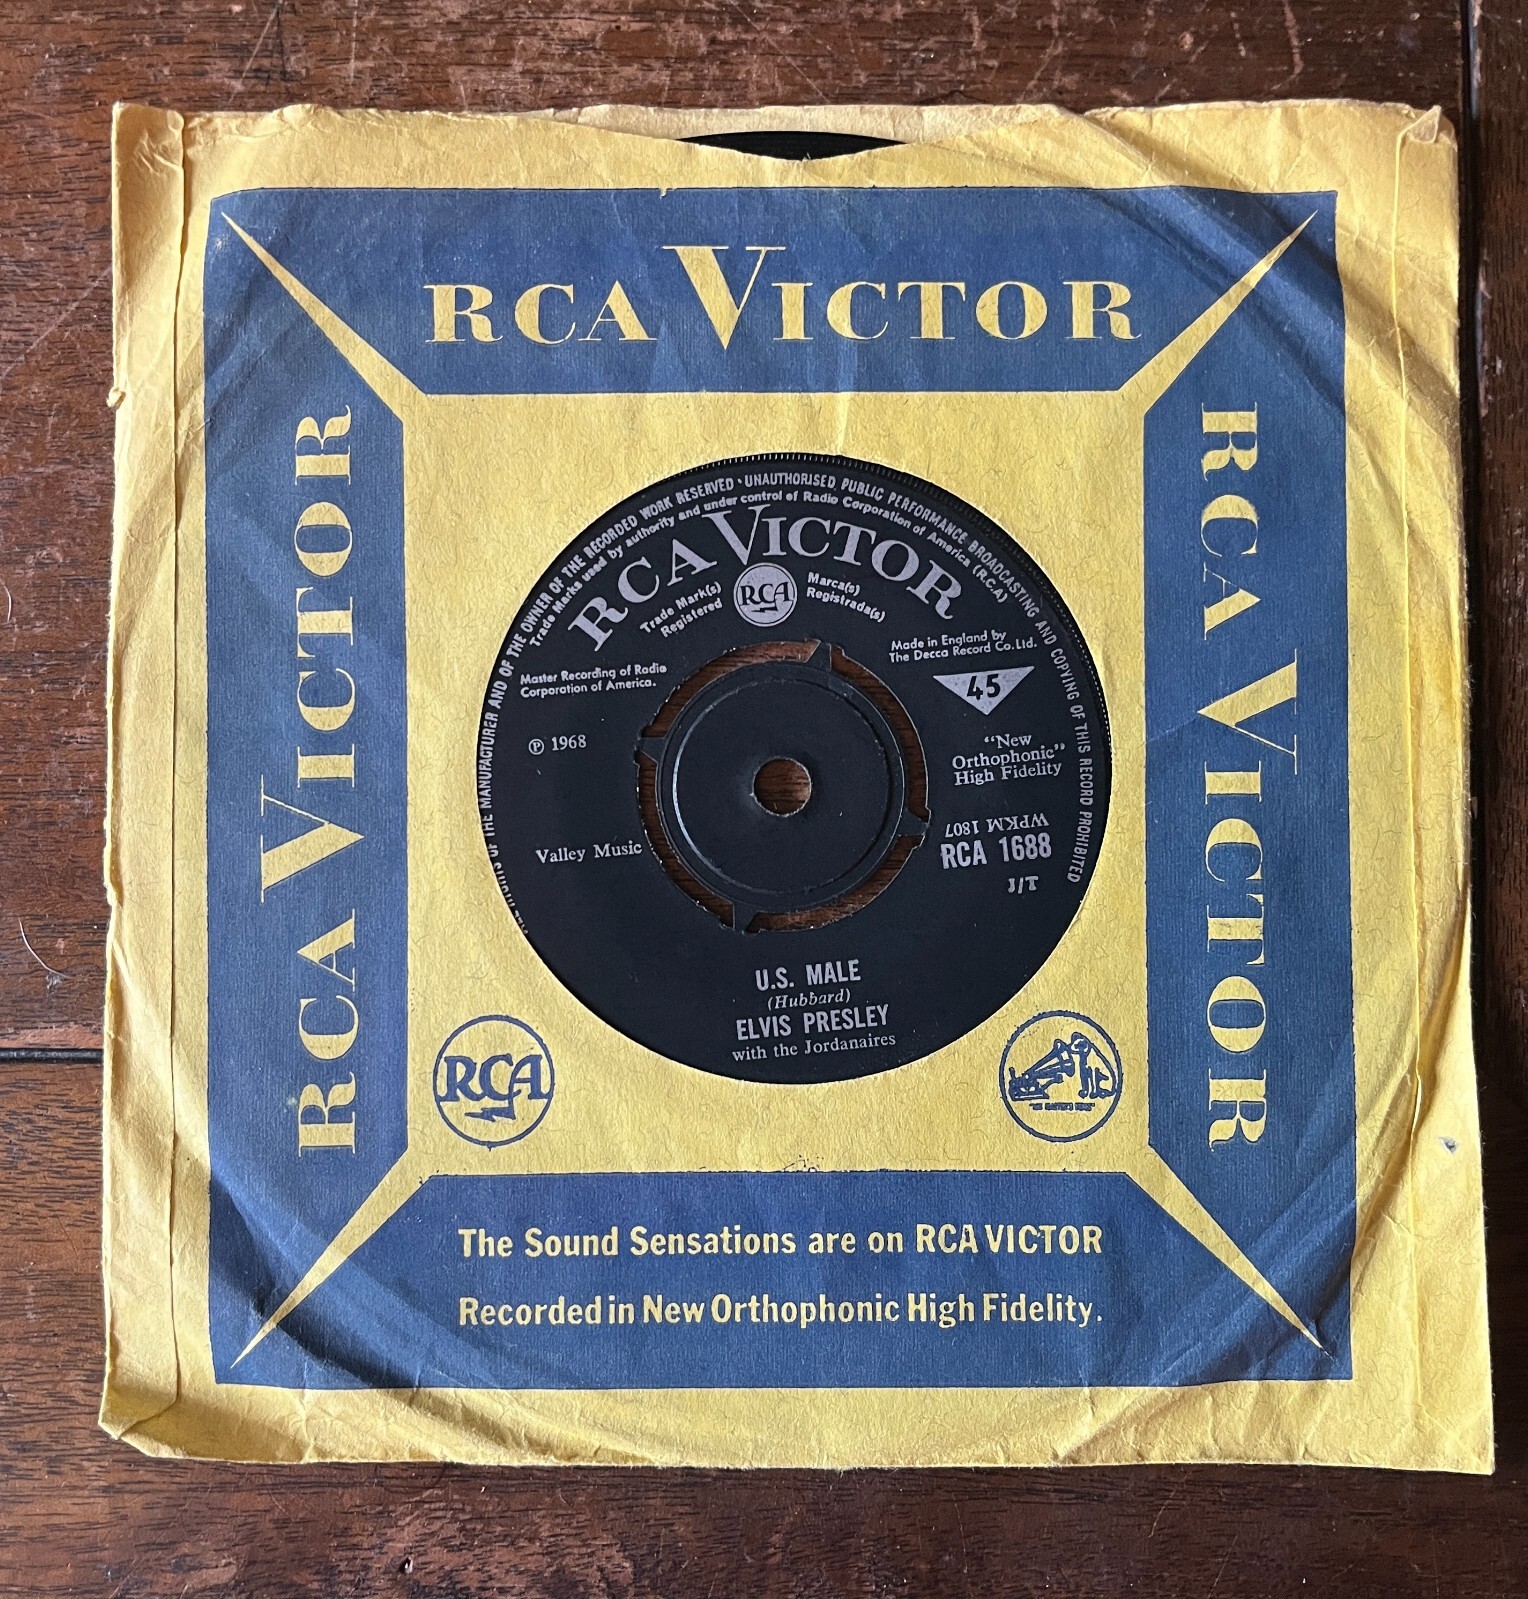 RCA VICTOR
RCA VICTOR
RCA VICTOR
RIGHTS OF THE MANUFACTURER AND OF THE OWNER OF THE RECORDED WORK RESERVED · UNAUTHORISED PUBLIC PERFORMANCE BROADCASTING AND COPYING OF THIS RECORD PROHIBITED
Trade Marks used by authority and under control of Radio Corporation of America (R.C.A)
RCA VICTOR
Trade Mark(s)
Registered
RCA
Marca(s)
Registrada(s)
Master Recording of Radio
Corporation of America.
Made in England by
The Decca Record Co. Ltd.
45
℗ 1968
"New
Orthophonic"
High Fidelity
WPKM 1807
Valley Music
RCA 1688
J/T
U.S. MALE
(Hubbard)
ELVIS PRESLEY
with the Jordanaires
RCA
"HIS MASTER'S VOICE"
The Sound Sensations are on RCA VICTOR
Recorded in New Orthophonic High Fidelity.